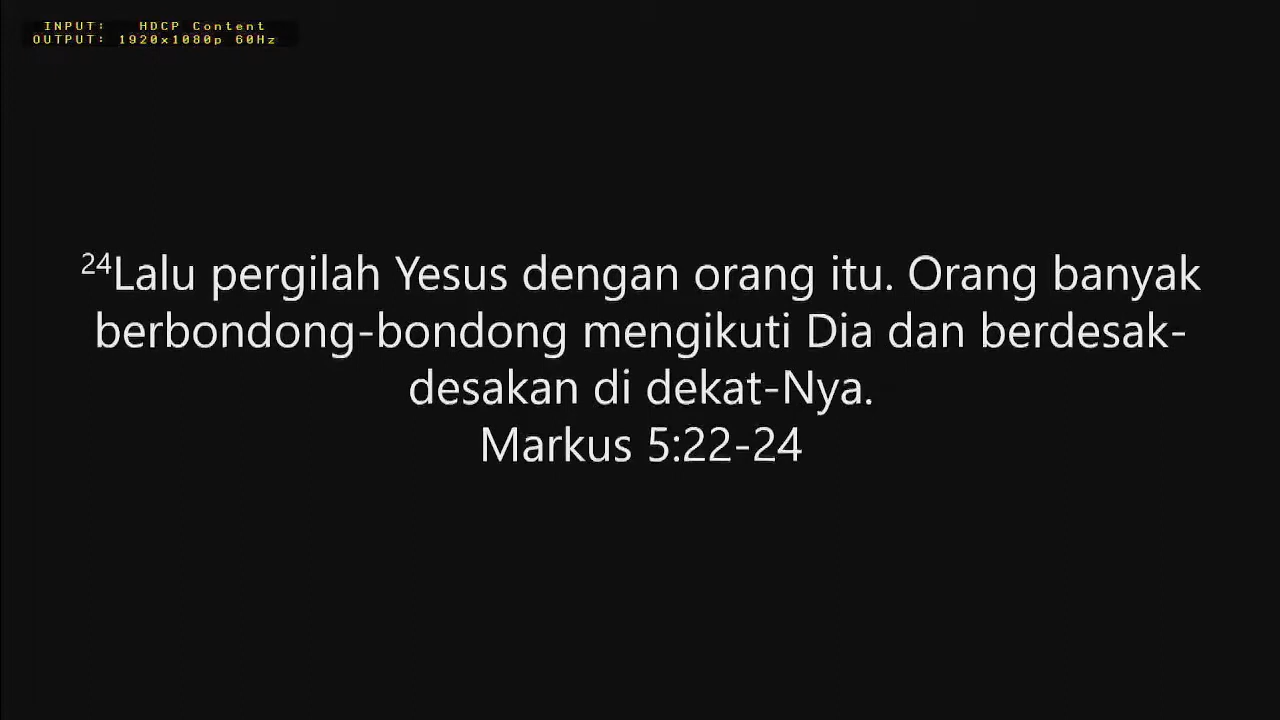 INPUT: HDCP Content
OUTPUT: 1920x1080p 60Hz
24Lalu pergilah Yesus dengan orang itu. Orang banyak
berbondong-bondong mengikuti Dia dan berdesak-
desakan di dekat-Nya.
Markus 5:22-24